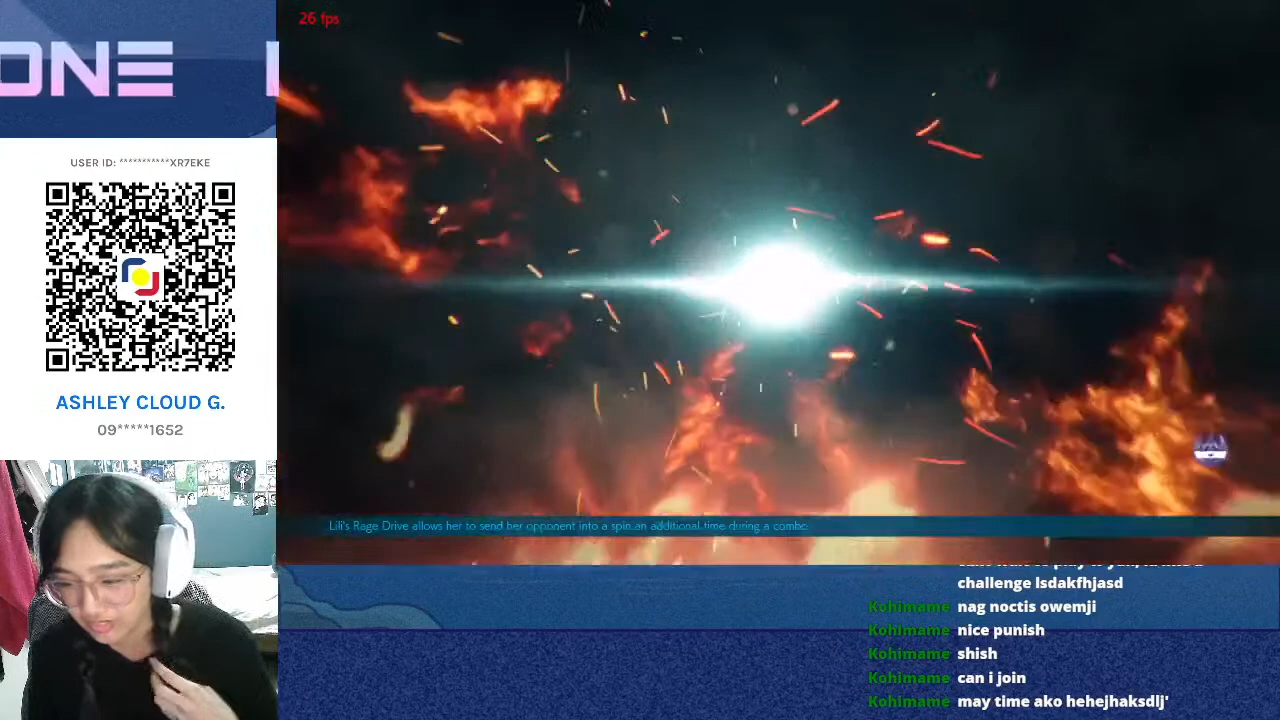 26 fps
ONE
USER ID: ***********XR7EKE
ASHLEY CLOUD G.
09*****1652
Lili's Rage Drive allows her to send her opponent into a spin an additional time during a combo.
challenge lsdakfhjasd
Kohimame nag noctis owemji
Kohimame nice punish
Kohimame shish
Kohimame can i join
Kohimame may time ako hehejhaksdlj'